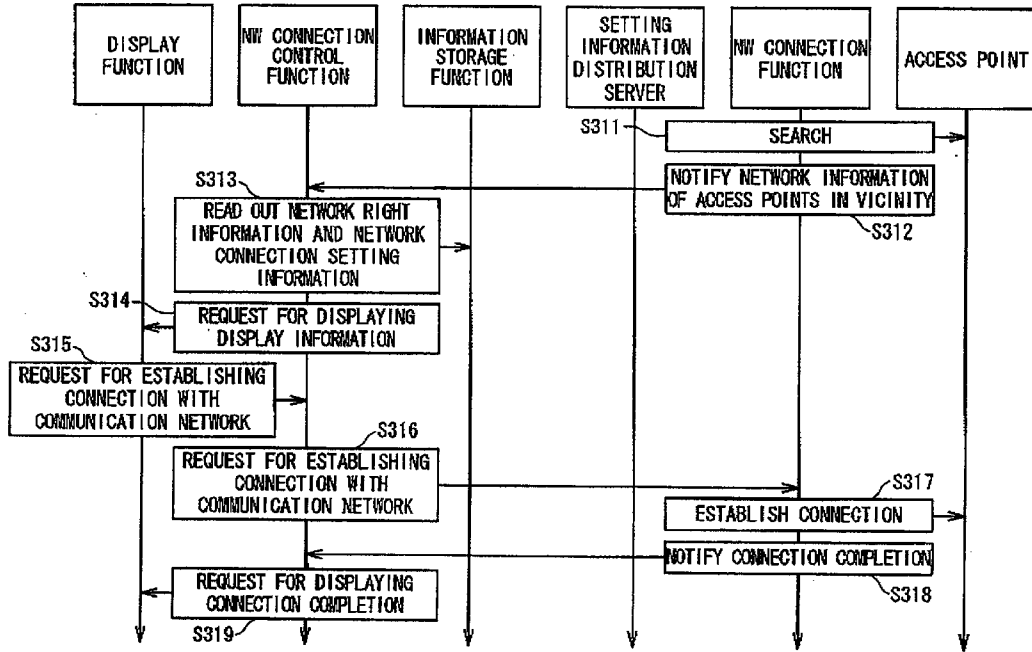 DISPLAY
FUNCTION
NW CONNECTION
CONTROL
FUNCTION
INFORMATION
STORAGE
FUNCTION
SETTING
INFORMATION
DISTRIBUTION
SERVER
NW CONNECTION
FUNCTION
ACCESS POINT
S311
SEARCH
NOTIFY NETWORK INFORMATION
OF ACCESS POINTS IN VICINITY
S312
S313
READ OUT NETWORK RIGHT
INFORMATION AND NETWORK
CONNECTION SETTING
INFORMATION
S314
REQUEST FOR DISPLAYING
DISPLAY INFORMATION
S315
REQUEST FOR ESTABLISHING
CONNECTION WITH
COMMUNICATION NETWORK
S316
REQUEST FOR ESTABLISHING
CONNECTION WITH
COMMUNICATION NETWORK
S317
ESTABLISH CONNECTION
NOTIFY CONNECTION COMPLETION
S318
REQUEST FOR DISPLAYING
CONNECTION COMPLETION
S319